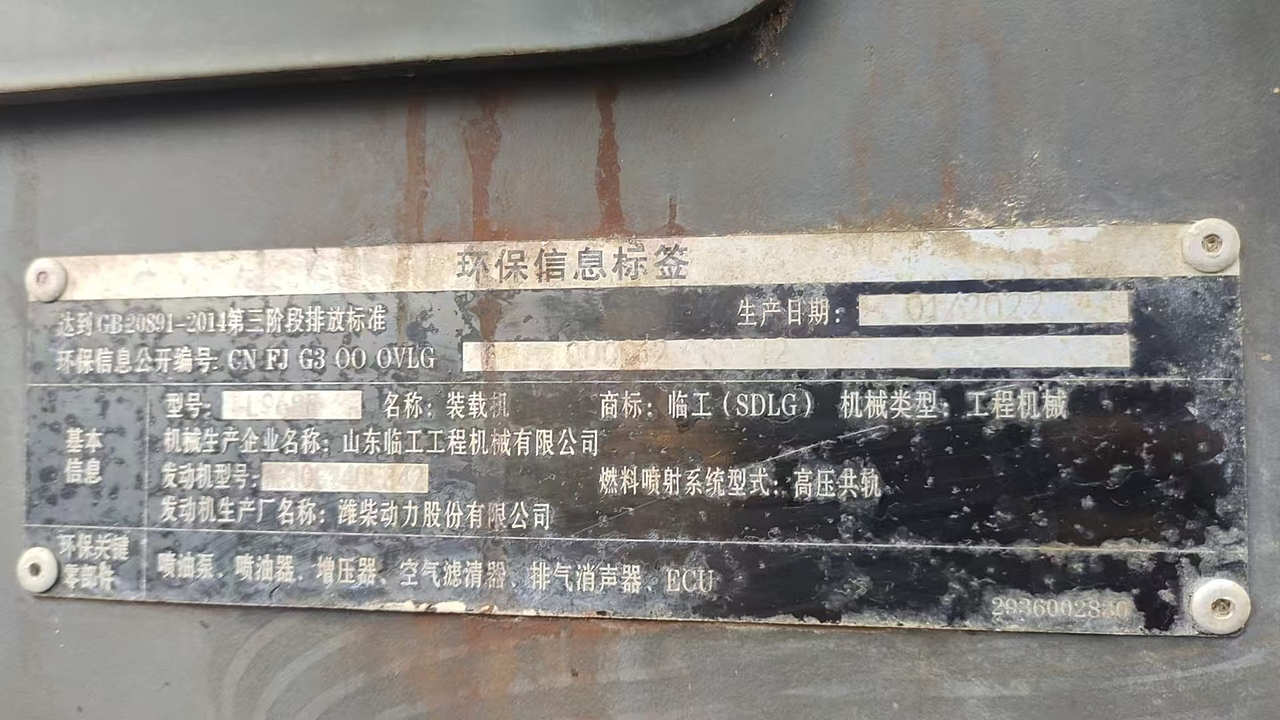 环保信息标签
达到GB 20891-2014第三阶段排放标准 生产日期: 01/2022
环保信息公开编号: CN FJ G3 OO OVLG
基本信息
型号: 名称: 装载机 商标: 临工(SDLG) 机械类型: 工程机械
机械生产企业名称: 山东临工工程机械有限公司
发动机型号: 燃料喷射系统型式: 高压共轨
发动机生产厂名称: 潍柴动力股份有限公司
环保关键零部件
喷油泵、喷油器、增压器、空气滤清器、排气消声器、ECU